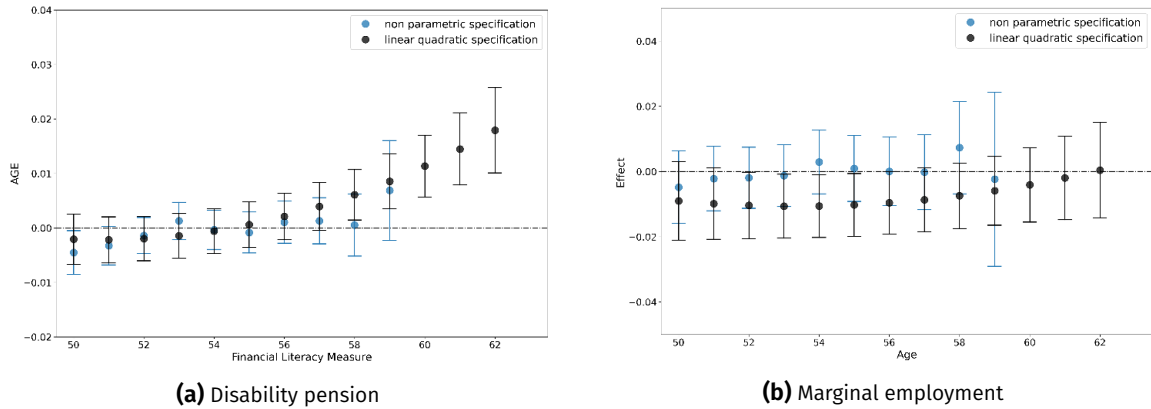 0.04
0.03
0.02
0.01
0.00
−0.01
−0.02
AGE
non parametric specification
linear quadratic specification
50 52 54 56 58 60 62
Financial Literacy Measure
(a) Disability pension
0.04
0.02
0.00
−0.02
−0.04
Effect
non parametric specification
linear quadratic specification
50 52 54 56 58 60 62
Age
(b) Marginal employment